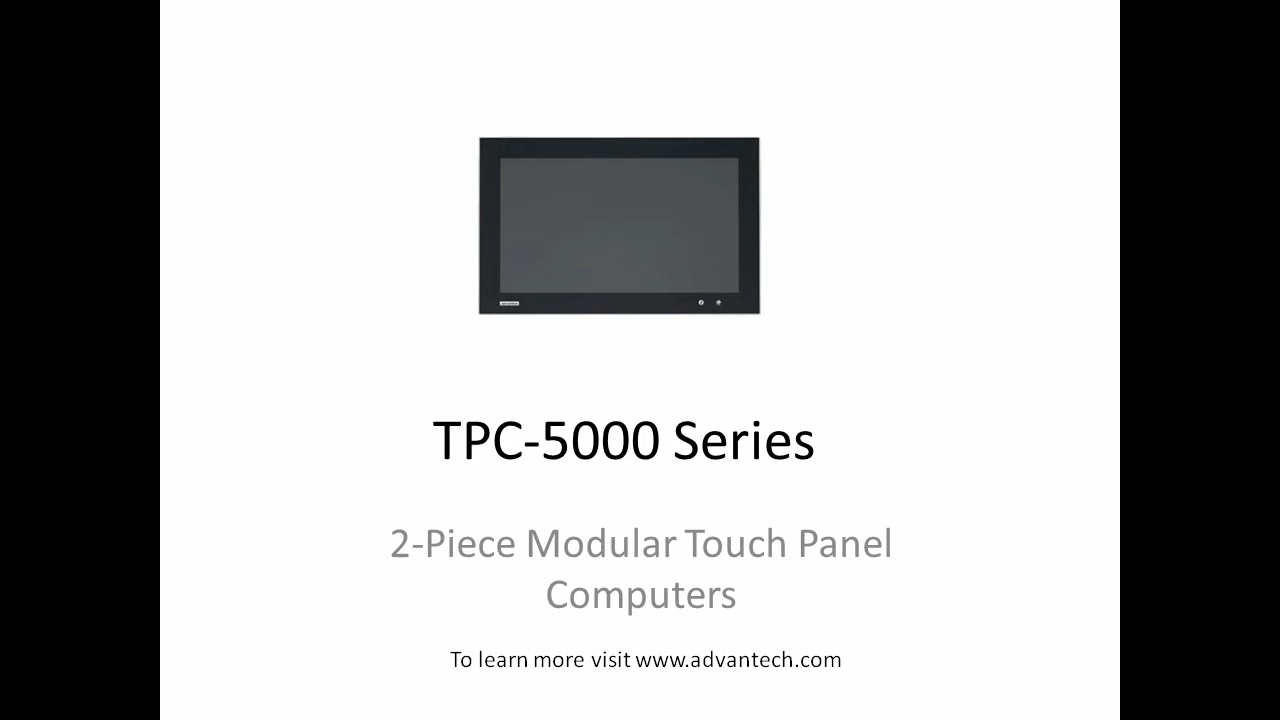 TPC-5000 Series
2-Piece Modular Touch Panel
Computers
To learn more visit www.advantech.com